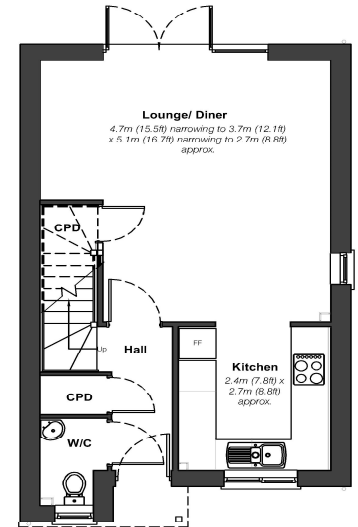 Lounge/ Diner
4.7m (15.5ft) narrowing to 3.7m (12.1ft)
x 5.1m (16.7ft) narrowing to 2.7m (8.8ft)
approx.
CPD
Up
Hall
FF
Kitchen
2.4m (7.8ft) x
2.7m (8.8ft)
approx.
CPD
W/C